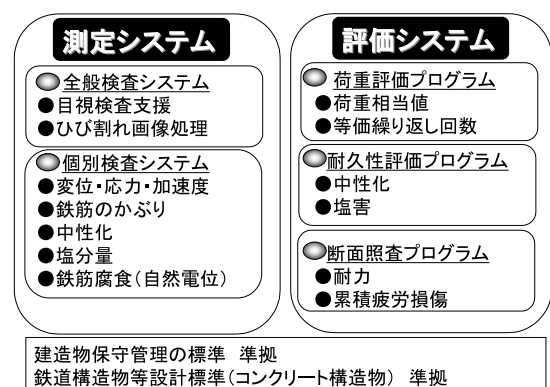 測定システム
全般検査システム
●目視検査支援
●ひび割れ画像処理
個別検査システム
●変位・応力・加速度
●鉄筋のかぶり
●中性化
●塩分量
●鉄筋腐食(自然電位)
評価システム
荷重評価プログラム
●荷重相当値
●等価繰り返し回数
耐久性評価プログラム
●中性化
●塩害
断面照査プログラム
●耐力
●累積疲労損傷
建造物保守管理の標準 準拠
鉄道構造物等設計標準(コンクリート構造物) 準拠